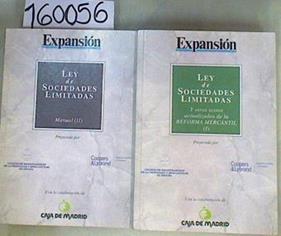 160056
Expansión
LEY
de
SOCIEDADES
LIMITADAS
Manual (II)
Preparado por
Coopers
&Lybrand
Con la colaboración de
CAJA DE MADRID
Expansión
LEY
de
SOCIEDADES
LIMITADAS
Y otros textos
actualizados de la
REFORMA MERCANTIL
(I)
Preparado por
Coopers
&Lybrand
Con la colaboración de
CAJA DE MADRID